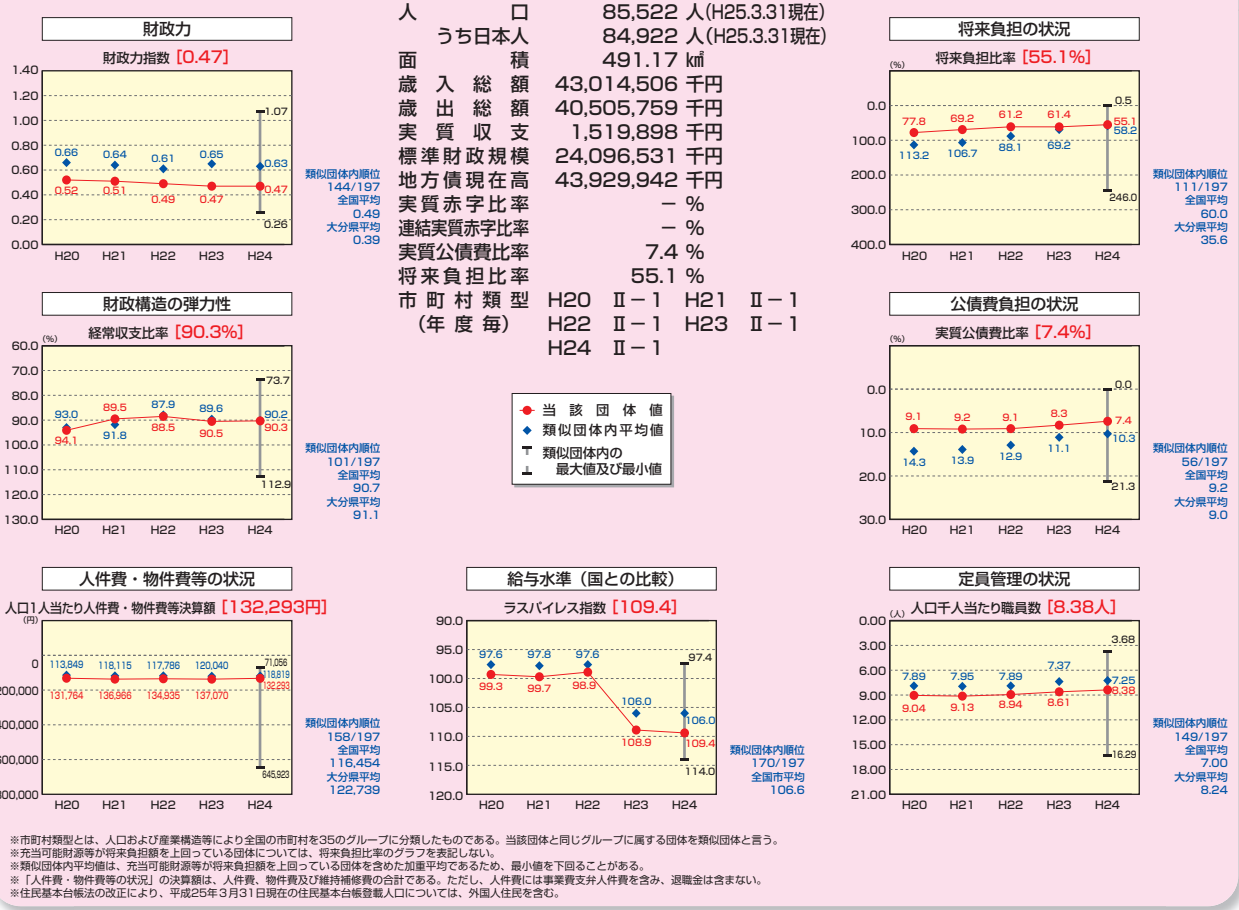 人口 85,522 人(H25.3.31現在)
うち日本人 84,922 人(H25.3.31現在)
面積 491.17 k㎡
歳入総額 43,014,506 千円
歳出総額 40,505,759 千円
実質収支 1,519,898 千円
標準財政規模 24,096,531 千円
地方債現在高 43,929,942 千円
実質赤字比率 － %
連結実質赤字比率 － %
実質公債費比率 7.4 %
将来負担比率 55.1 %
市町村類型 H20 Ⅱ－1 H21 Ⅱ－1
(年度毎) H22 Ⅱ－1 H23 Ⅱ－1
H24 Ⅱ－1
財政力
財政力指数 [0.47]
1.40
1.20
1.00
0.80
0.60
0.40
0.20
0.00
1.07
0.66 0.64 0.61 0.65 0.63
0.52 0.51 0.49 0.47 0.47
0.26
H20 H21 H22 H23 H24
類似団体内順位
144/197
全国平均
0.49
大分県平均
0.39
将来負担の状況
将来負担比率 [55.1%]
(%)
0.0
100.0
200.0
300.0
400.0
0.5
77.8 69.2 61.2 61.4 55.1
113.2 106.7 88.1 69.2 58.2
246.0
H20 H21 H22 H23 H24
類似団体内順位
111/197
全国平均
60.0
大分県平均
35.6
財政構造の弾力性
経常収支比率 [90.3%]
(%)
60.0
70.0
80.0
90.0
100.0
110.0
120.0
130.0
73.7
93.0 89.5 87.9 89.6 90.2
94.1 91.8 88.5 90.5 90.3
112.9
H20 H21 H22 H23 H24
類似団体内順位
101/197
全国平均
90.7
大分県平均
91.1
当該団体値
類似団体内平均値
類似団体内の
最大値及び最小値
公債費負担の状況
実質公債費比率 [7.4%]
(%)
0.0
10.0
20.0
30.0
0.0
9.1 9.2 9.1 8.3 7.4
14.3 13.9 12.9 11.1 10.3
21.3
H20 H21 H22 H23 H24
類似団体内順位
56/197
全国平均
9.2
大分県平均
9.0
人件費・物件費等の状況
人口1人当たり人件費・物件費等決算額 [132,293円]
(円)
0
200,000
400,000
600,000
800,000
71,056
113,849 118,115 117,786 120,040 118,819
131,764 136,966 134,935 137,070 132,293
645,923
H20 H21 H22 H23 H24
類似団体内順位
158/197
全国平均
116,454
大分県平均
122,739
給与水準（国との比較）
ラスパイレス指数 [109.4]
90.0
95.0
100.0
105.0
110.0
115.0
120.0
97.4
97.6 97.8 97.6 106.0 106.0
99.3 99.7 98.9 108.9 109.4
114.0
H20 H21 H22 H23 H24
類似団体内順位
170/197
全国市平均
106.6
定員管理の状況
人口千人当たり職員数 [8.38人]
(人)
0.00
3.00
6.00
9.00
12.00
15.00
18.00
21.00
3.68
7.89 7.95 7.89 7.37 7.25
9.04 9.13 8.94 8.61 8.38
16.29
H20 H21 H22 H23 H24
類似団体内順位
149/197
全国平均
7.00
大分県平均
8.24
※市町村類型とは、人口および産業構造等により全国の市町村を35のグループに分類したものである。当該団体と同じグループに属する団体を類似団体と言う。
※充当可能財源等が将来負担額を上回っている団体については、将来負担比率のグラフを表記しない。
※類似団体内平均値は、充当可能財源等が将来負担額を上回っている団体を含めた加重平均であるため、最小値を下回ることがある。
※「人件費・物件費等の状況」の決算額は、人件費、物件費及び維持補修費の合計である。ただし、人件費には事業費支弁人件費を含み、退職金は含まない。
※住民基本台帳法の改正により、平成25年3月31日現在の住民基本台帳登載人口については、外国人住民を含む。